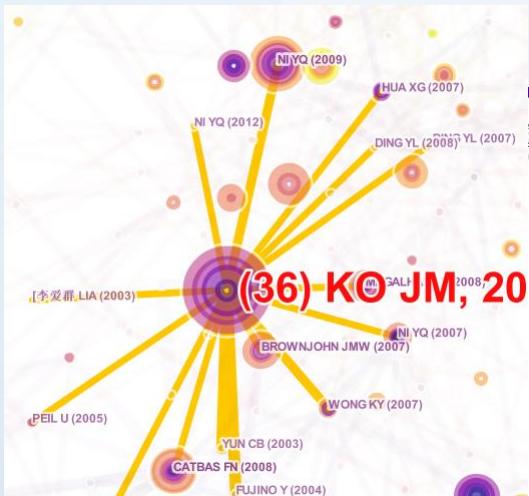 NI YQ (2009)
HUA XG (2007)
NI YQ (2012)
DING YL (2007)
DING YL (2008)
(36) KO JM, 20
2008)
[李爱群 LIA (2003)
NI YQ (2007)
BROWNJOHN JMW (2007)
WONG KY (2007)
PEIL U (2005)
YUN CB (2003)
CATBAS FN (2008)
FUJINO Y (2004)